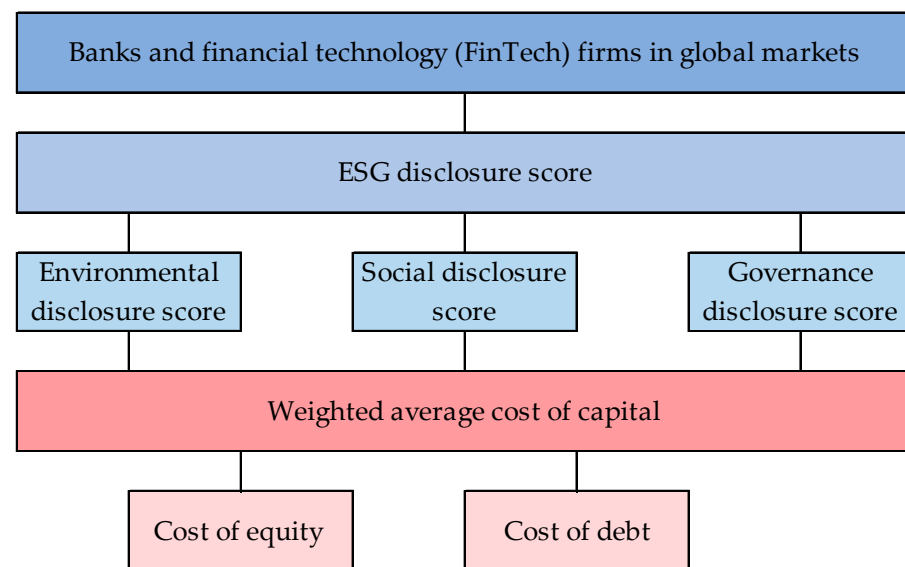 Banks and financial technology (FinTech) firms in global markets
ESG disclosure score
Environmental
disclosure score
Social disclosure
score
Governance
disclosure score
Weighted average cost of capital
Cost of equity
Cost of debt